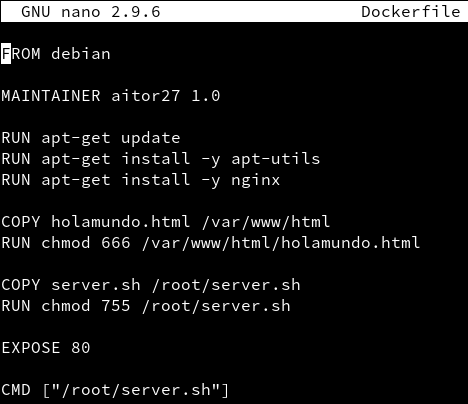 GNU nano 2.9.6 Dockerfile
FROM debian
MAINTAINER aitor27 1.0
RUN apt-get update
RUN apt-get install -y apt-utils
RUN apt-get install -y nginx
COPY holamundo.html /var/www/html
RUN chmod 666 /var/www/html/holamundo.html
COPY server.sh /root/server.sh
RUN chmod 755 /root/server.sh
EXPOSE 80
CMD ["/root/server.sh"]